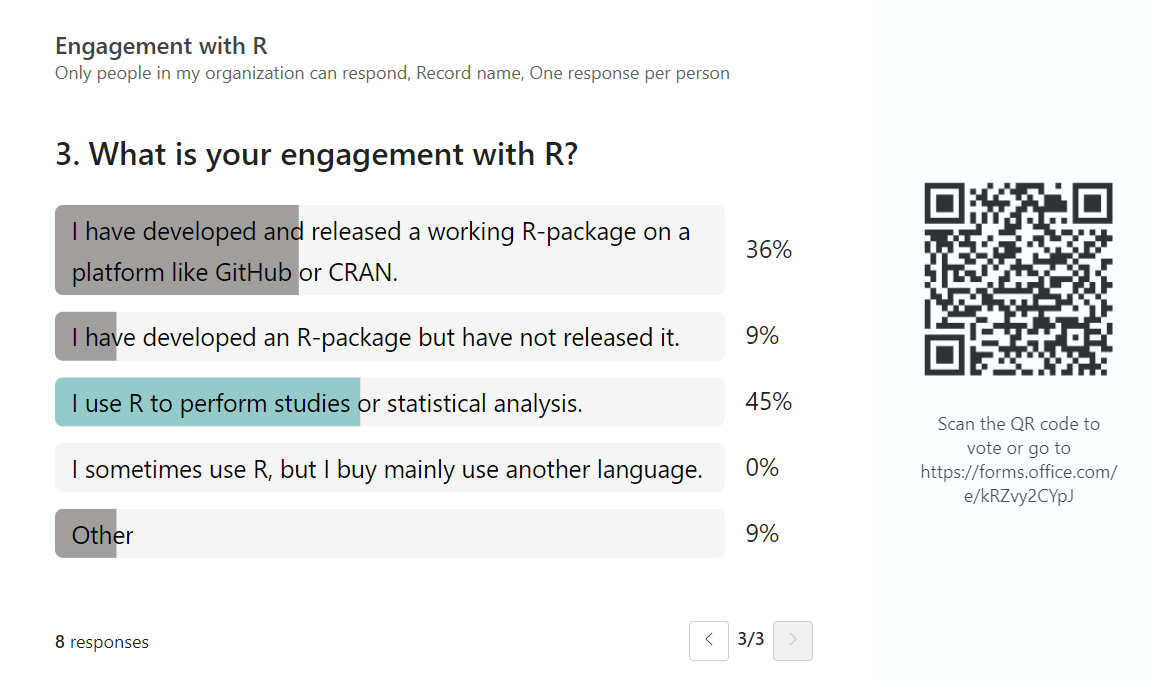 Engagement with R
Only people in my organization can respond, Record name, One response per person
3. What is your engagement with R?
I have developed and released a working R-package on a
platform like GitHub or CRAN.
36%
I have developed an R-package but have not released it.
9%
I use R to perform studies or statistical analysis.
45%
I sometimes use R, but I buy mainly use another language.
0%
Other
9%
8 responses
3/3
Scan the QR code to
vote or go to
https://forms.office.com/
e/kRZvy2CYpJ